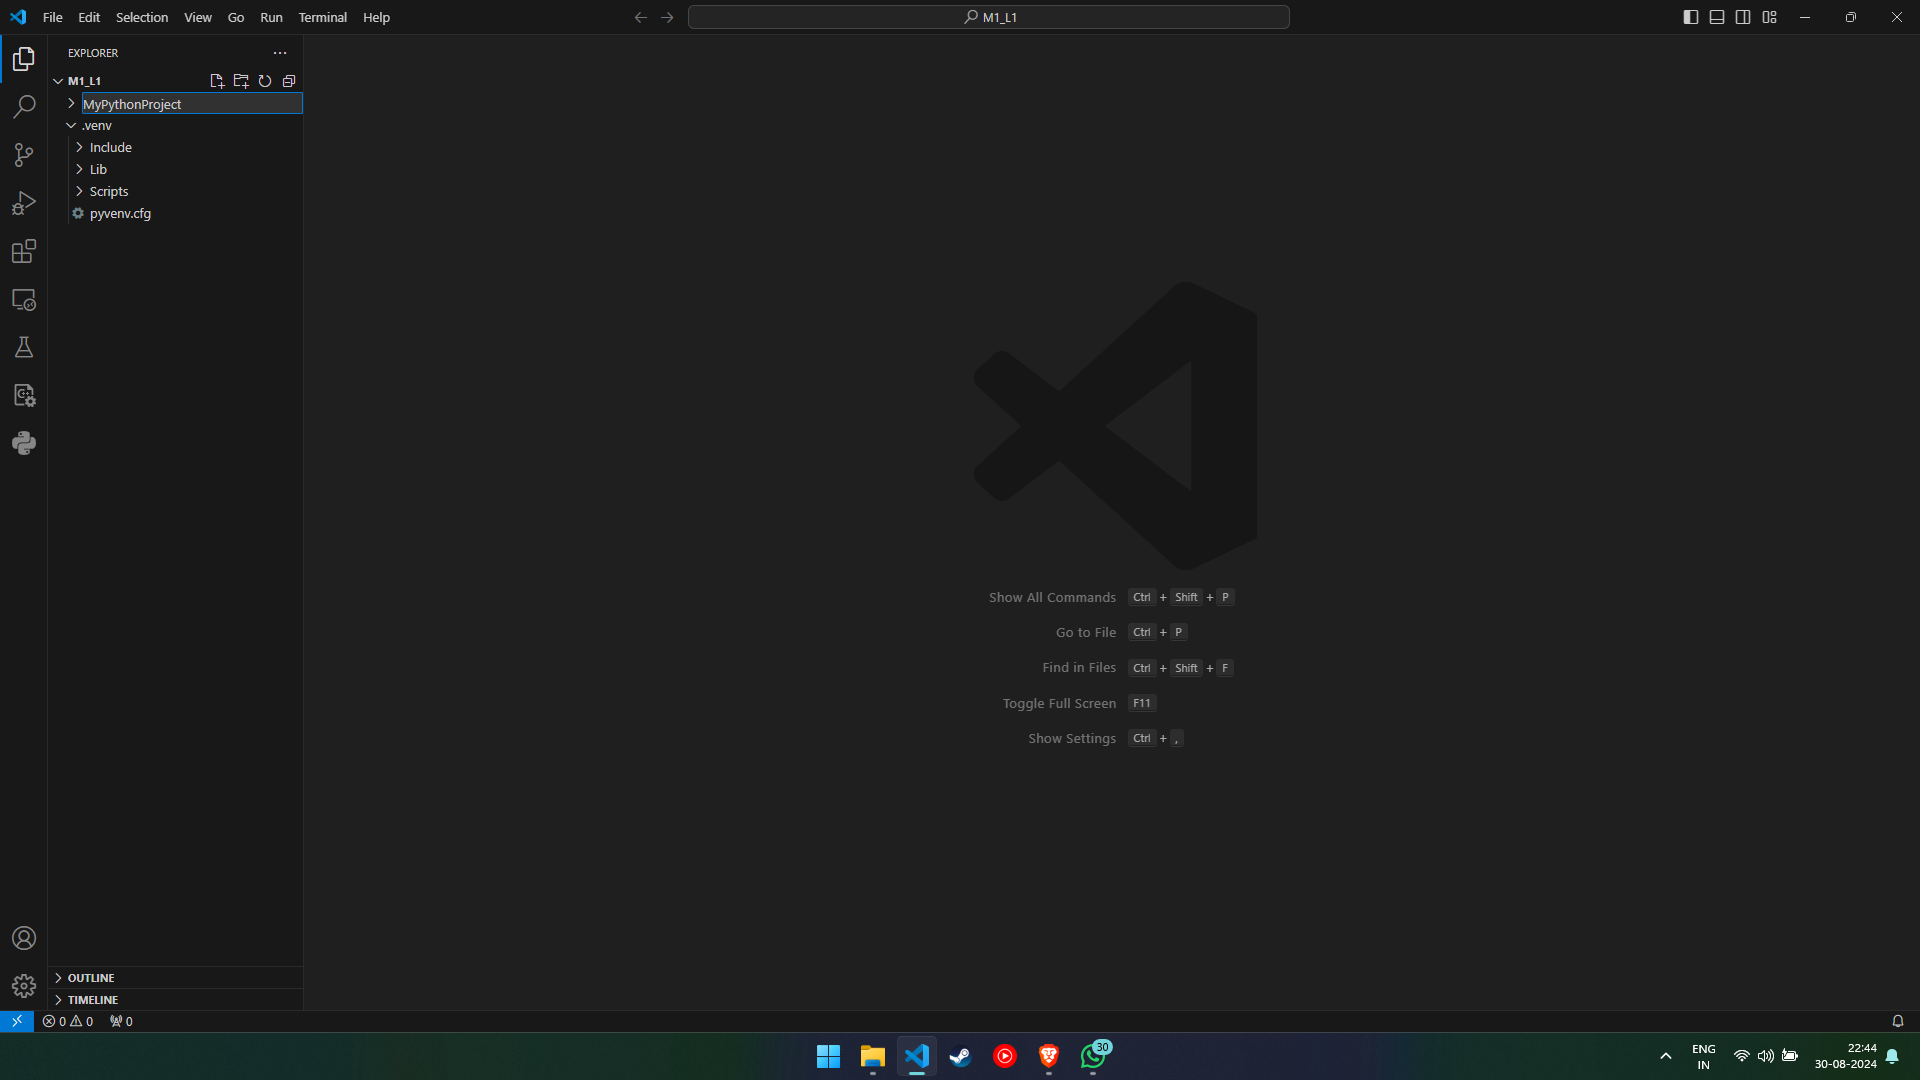 File Edit Selection View Go Run Terminal Help
M1_L1
EXPLORER
M1_L1
MyPythonProject
.venv
Include
Lib
Scripts
pyvenv.cfg
Show All Commands Ctrl + Shift + P
Go to File Ctrl + P
Find in Files Ctrl + Shift + F
Toggle Full Screen F11
Show Settings Ctrl + ,
OUTLINE
TIMELINE
0 0 0
30
ENG
IN
22:44
30-08-2024